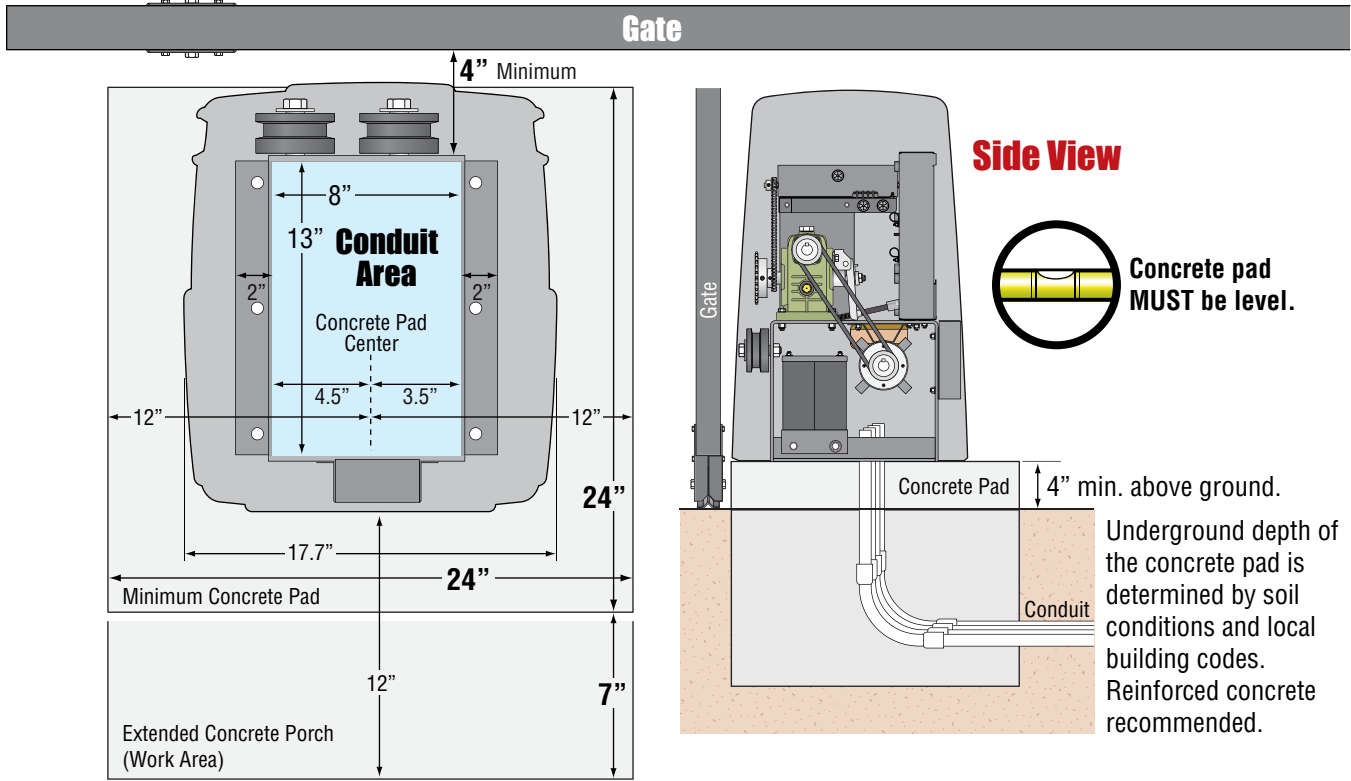 Gate
4” Minimum
8”
13”
Conduit
Area
2”
2”
Concrete Pad
Center
4.5”
3.5”
12”
12”
24”
17.7”
24”
Minimum Concrete Pad
12”
7”
Extended Concrete Porch
(Work Area)
Side View
Gate
Concrete pad
MUST be level.
Concrete Pad
4” min. above ground.
Conduit
Underground depth of
the concrete pad is
determined by soil
conditions and local
building codes.
Reinforced concrete
recommended.